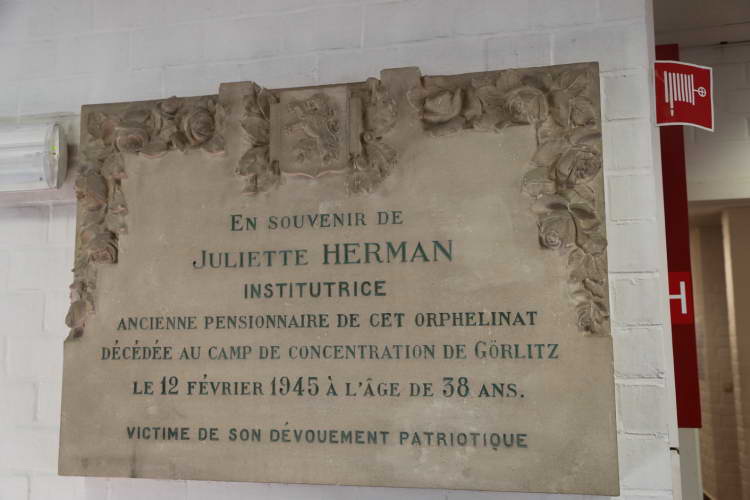 En souvenir de
Juliette HERMAN
INSTITUTRICE
ANCIENNE PENSIONNAIRE DE CET ORPHELINAT
DÉCÉDÉE AU CAMP DE CONCENTRATION DE GÖRLITZ
LE 12 FÉVRIER 1945 À L'ÂGE DE 38 ANS.
VICTIME DE SON DÉVOUEMENT PATRIOTIQUE
H